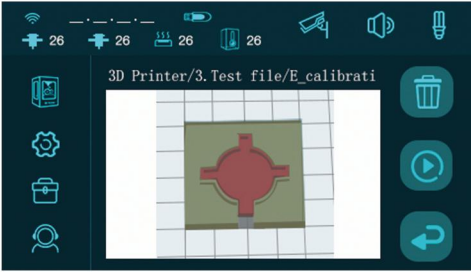 _ _._ _._ _._ _
26 26 26 26
3D Printer/3.Test file/E_calibrati